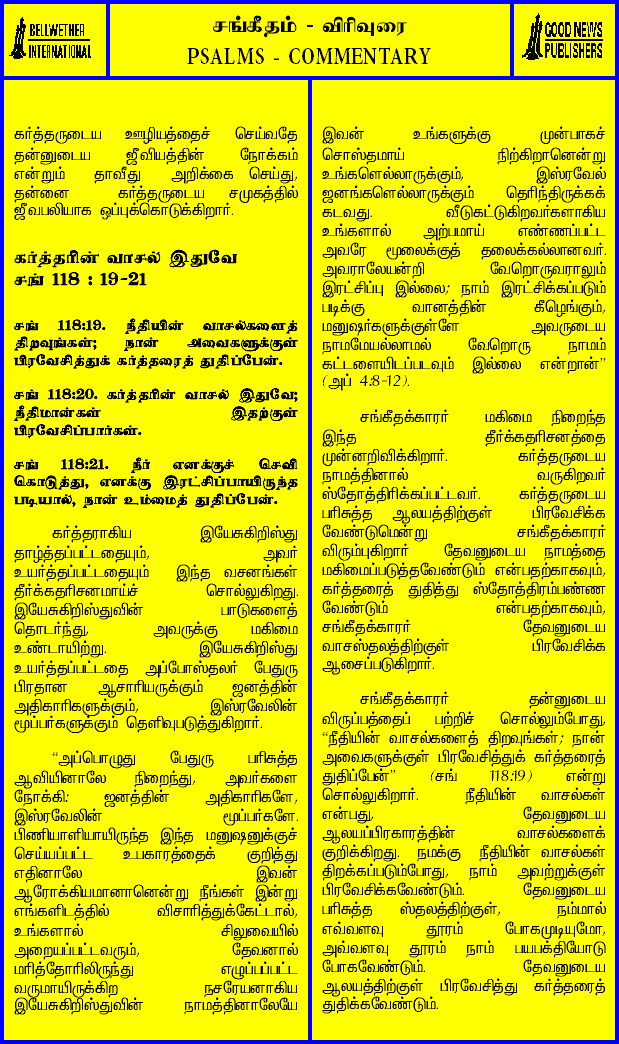 BELLWETHER
INTERNATIONAL
சங்கீதம் - விரிவுரை
PSALMS - COMMENTARY
GOOD NEWS
PUBLISHERS
கர்த்தருடைய ஊழியத்தைச் செய்வதே
தன்னுடைய ஜீவியத்தின் நோக்கம்
என்றும் தாவீது அறிக்கை செய்து,
தன்னை கர்த்தருடைய சமுகத்தில்
ஜீவபலியாக ஒப்புக்கொடுக்கிறார்.
கர்த்தரின் வாசல் இதுவே
சங் 118 : 19-21
சங் 118:19. நீதியின் வாசல்களைத்
திறவுங்கள்; நான் அவைகளுக்குள்
பிரவேசித்துக் கர்த்தரைத் துதிப்பேன்.
சங் 118:20. கர்த்தரின் வாசல் இதுவே;
நீதிமான்கள் இதற்குள்
பிரவேசிப்பார்கள்.
சங் 118:21. நீர் எனக்குச் செவி
கொடுத்து, எனக்கு இரட்சிப்பாயிருந்த
படியால், நான் உம்மைத் துதிப்பேன்.
கர்த்தராகிய இயேசுகிறிஸ்து
தாழ்த்தப்பட்டதையும், அவர்
உயர்த்தப்பட்டதையும் இந்த வசனங்கள்
தீர்க்கதரிசனமாய்ச் சொல்லுகிறது.
இயேசுகிறிஸ்துவின் பாடுகளைத்
தொடர்ந்து, அவருக்கு மகிமை
உண்டாயிற்று. இயேசுகிறிஸ்து
உயர்த்தப்பட்டதை அப்போஸ்தலர் பேதுரு
பிரதான ஆசாரியருக்கும் ஜனத்தின்
அதிகாரிகளுக்கும், இஸ்ரவேலின்
மூப்பர்களுக்கும் தெளிவுபடுத்துகிறார்.
“அப்பொழுது பேதுரு பரிசுத்த
ஆவியினாலே நிறைந்து, அவர்களை
நோக்கி: ஜனத்தின் அதிகாரிகளே,
இஸ்ரவேலின் மூப்பர்களே.
பிணியாளியாயிருந்த இந்த மனுஷனுக்குச்
செய்யப்பட்ட உபகாரத்தைக் குறித்து
எதினாலே இவன்
ஆரோக்கியமானானென்று நீங்கள் இன்று
எங்களிடத்தில் விசாரித்துக்கேட்டால்,
உங்களால் சிலுவையில்
அறையப்பட்டவரும், தேவனால்
மரித்தோரிலிருந்து எழுப்பப்பட்ட
வருமாயிருக்கிற நசரேயனாகிய
இயேசுகிறிஸ்துவின் நாமத்தினாலேயே
இவன் உங்களுக்கு முன்பாகச்
சொஸ்தமாய் நிற்கிறானென்று
உங்களெல்லாருக்கும், இஸ்ரவேல்
ஜனங்களெல்லாருக்கும் தெரிந்திருக்கக்
கடவது. வீடுகட்டுகிறவர்களாகிய
உங்களால் அற்பமாய் எண்ணப்பட்ட
அவரே மூலைக்குத் தலைக்கல்லானவர்.
அவராலேயன்றி வேறொருவராலும்
இரட்சிப்பு இல்லை; நாம் இரட்சிக்கப்படும்
படிக்கு வானத்தின் கீழெங்கும்,
மனுஷர்களுக்குள்ளே அவருடைய
நாமமேயல்லாமல் வேறொரு நாமம்
கட்டளையிடப்படவும் இல்லை என்றான்”
(அப் 4:8-12).
சங்கீதக்காரர் மகிமை நிறைந்த
இந்த தீர்க்கதரிசனத்தை
முன்னறிவிக்கிறார். கர்த்தருடைய
நாமத்தினால் வருகிறவர்
ஸ்தோத்திரிக்கப்பட்டவர். கர்த்தருடைய
பரிசுத்த ஆலயத்திற்குள் பிரவேசிக்க
வேண்டுமென்று சங்கீதக்காரர்
விரும்புகிறார் தேவனுடைய நாமத்தை
மகிமைப்படுத்தவேண்டும் என்பதற்காகவும்,
கர்த்தரைத் துதித்து ஸ்தோத்திரம்பண்ண
வேண்டும் என்பதற்காகவும்,
சங்கீதக்காரர் தேவனுடைய
வாசஸ்தலத்திற்குள் பிரவேசிக்க
ஆசைப்படுகிறார்.
சங்கீதக்காரர் தன்னுடைய
விருப்பத்தைப் பற்றிச் சொல்லும்போது,
“நீதியின் வாசல்களைத் திறவுங்கள்; நான்
அவைகளுக்குள் பிரவேசித்துக் கர்த்தரைத்
துதிப்பேன்” (சங் 118:19) என்று
சொல்லுகிறார். நீதியின் வாசல்கள்
என்பது, தேவனுடைய
ஆலயப்பிரகாரத்தின் வாசல்களைக்
குறிக்கிறது. நமக்கு நீதியின் வாசல்கள்
திறக்கப்படும்போது, நாம் அவற்றுக்குள்
பிரவேசிக்கவேண்டும். தேவனுடைய
பரிசுத்த ஸ்தலத்திற்குள், நம்மால்
எவ்வளவு தூரம் போகமுடியுமோ,
அவ்வளவு தூரம் நாம் பயபக்தியோடு
போகவேண்டும். தேவனுடைய
ஆலயத்திற்குள் பிரவேசித்து கர்த்தரைத்
துதிக்கவேண்டும்.